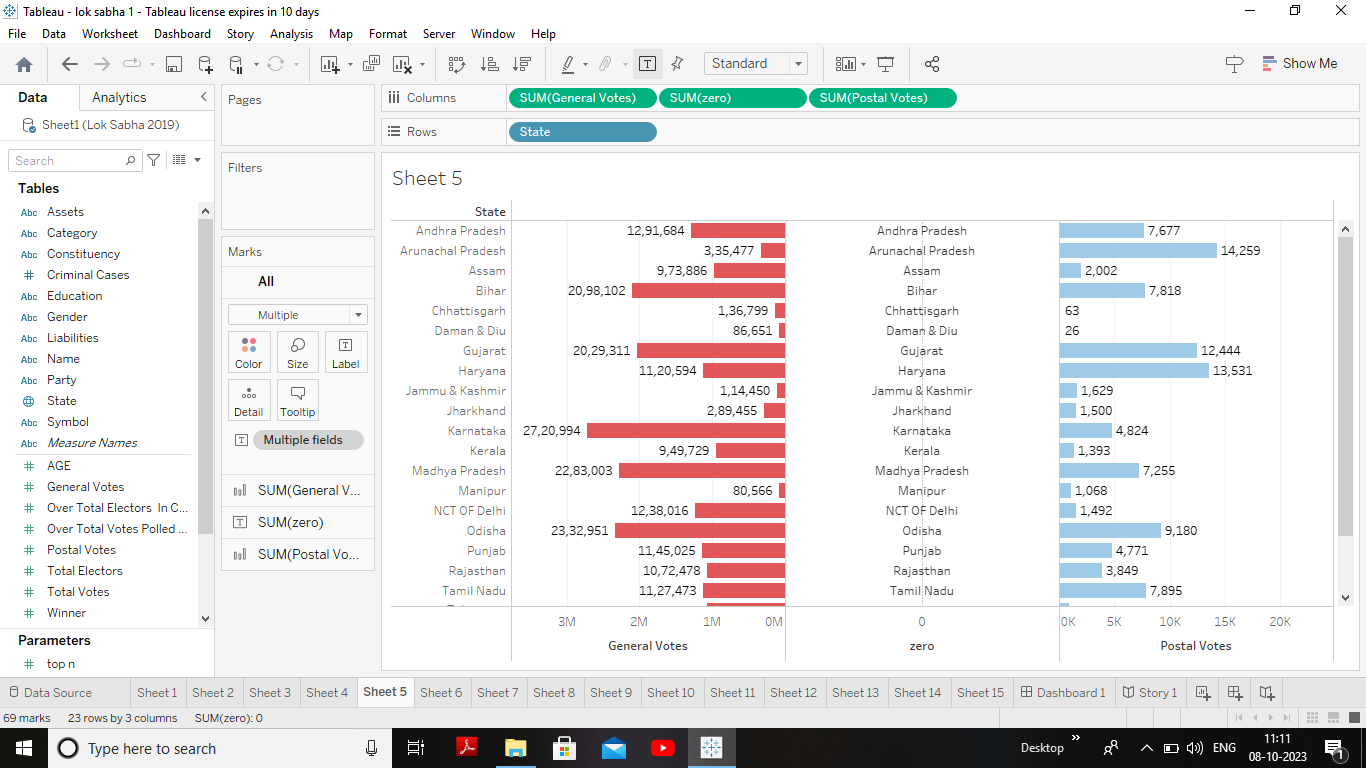 Tableau - lok sabha 1 - Tableau license expires in 10 days
File Data Worksheet Dashboard Story Analysis Map Format Server Window Help
Standard
Show Me
Data Analytics
Sheet1 (Lok Sabha 2019)
Search
Tables
Abc Assets
Abc Category
Abc Constituency
Criminal Cases
Abc Education
Abc Gender
Abc Liabilities
Abc Name
Abc Party
State
Abc Symbol
Abc Measure Names
AGE
General Votes
Over Total Electors In C...
Over Total Votes Polled ...
Postal Votes
Total Electors
Total Votes
Winner
Parameters
top n
Pages
Filters
Marks
All
Multiple
Color Size Label
Detail Tooltip
Multiple fields
SUM(General V...
SUM(zero)
SUM(Postal Vo...
Columns SUM(General Votes) SUM(zero) SUM(Postal Votes)
Rows State
Sheet 5
State
Andhra Pradesh 12,91,684 Andhra Pradesh 7,677
Arunachal Pradesh 3,35,477 Arunachal Pradesh 14,259
Assam 9,73,886 Assam 2,002
Bihar 20,98,102 Bihar 7,818
Chhattisgarh 1,36,799 Chhattisgarh 63
Daman & Diu 86,651 Daman & Diu 26
Gujarat 20,29,311 Gujarat 12,444
Haryana 11,20,594 Haryana 13,531
Jammu & Kashmir 1,14,450 Jammu & Kashmir 1,629
Jharkhand 2,89,455 Jharkhand 1,500
Karnataka 27,20,994 Karnataka 4,824
Kerala 9,49,729 Kerala 1,393
Madhya Pradesh 22,83,003 Madhya Pradesh 7,255
Manipur 80,566 Manipur 1,068
NCT OF Delhi 12,38,016 NCT OF Delhi 1,492
Odisha 23,32,951 Odisha 9,180
Punjab 11,45,025 Punjab 4,771
Rajasthan 10,72,478 Rajasthan 3,849
Tamil Nadu 11,27,473 Tamil Nadu 7,895
3M 2M 1M 0M 0 0K 5K 10K 15K 20K
General Votes zero Postal Votes
Data Source Sheet 1 Sheet 2 Sheet 3 Sheet 4 Sheet 5 Sheet 6 Sheet 7 Sheet 8 Sheet 9 Sheet 10 Sheet 11 Sheet 12 Sheet 13 Sheet 14 Sheet 15 Dashboard 1 Story 1
69 marks 23 rows by 3 columns SUM(zero): 0
Type here to search
Desktop
ENG
11:11
08-10-2023
1